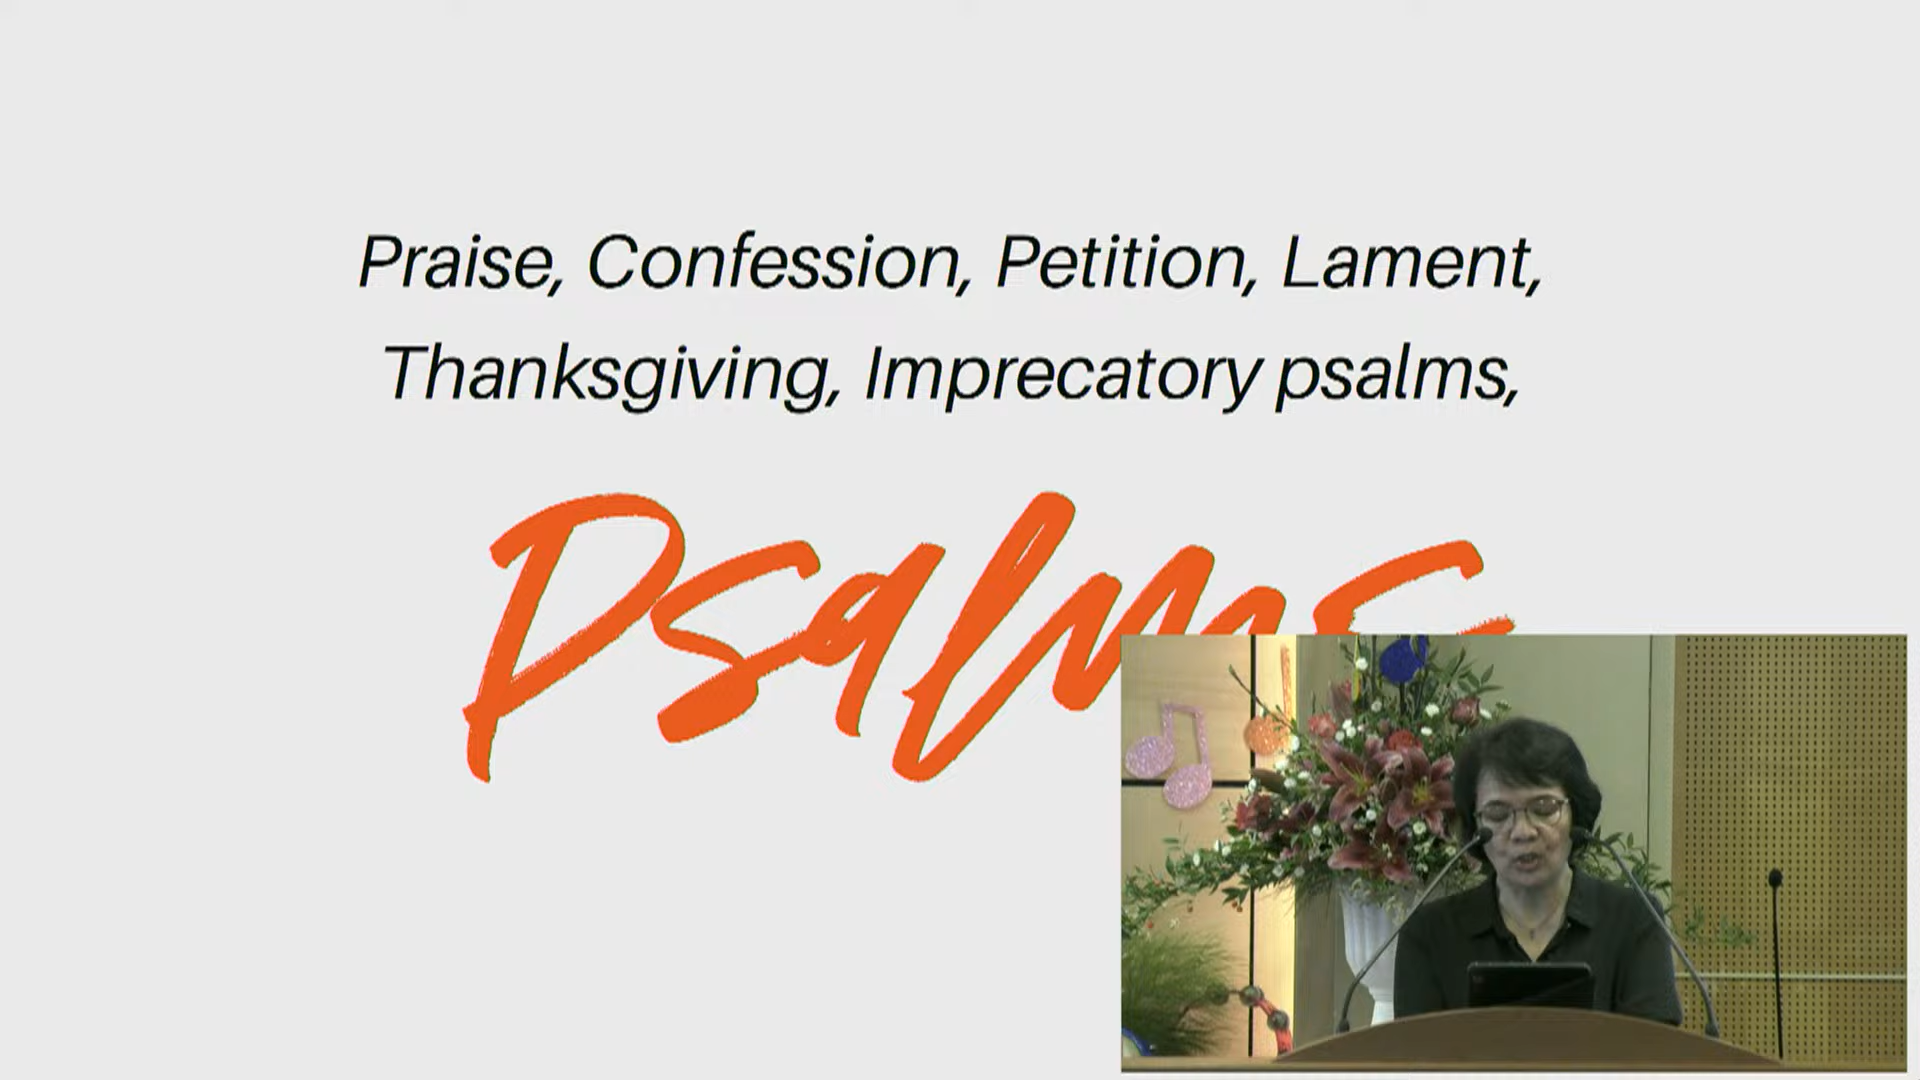 Praise, Confession, Petition, Lament,
Thanksgiving, Imprecatory psalms,
Psalms